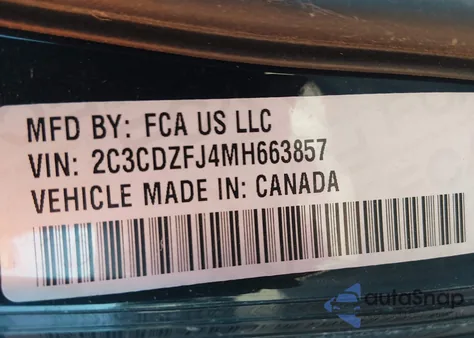 MFD BY: FCA US LLC
VIN: 2C3CDZFJ4MH663857
VEHICLE MADE IN: CANADA
autoSnap